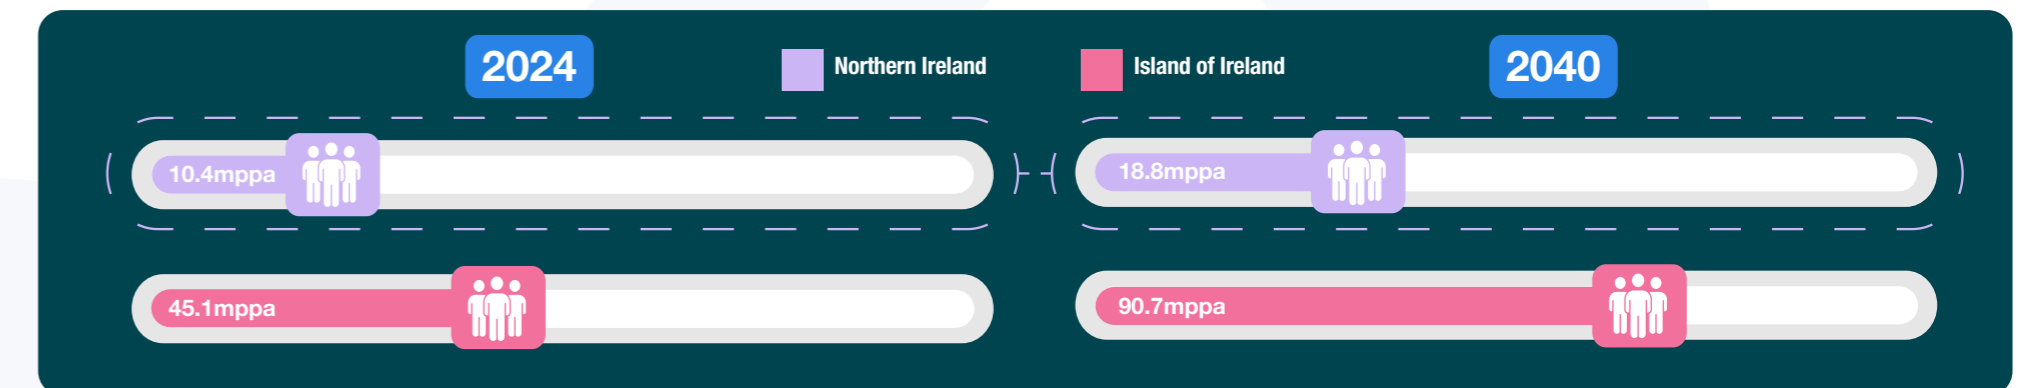 2024
Northern Ireland
Island of Ireland
2040
10.4mppa
18.8mppa
45.1mppa
90.7mppa